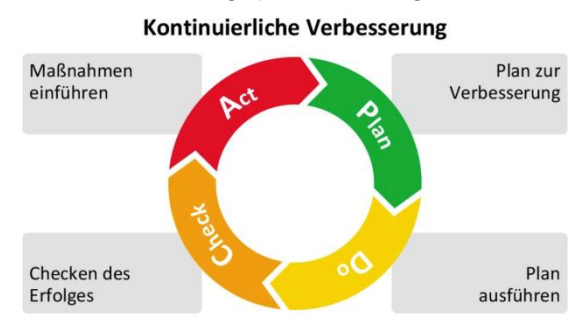 Kontinuierliche Verbesserung
Maßnahmen
einführen
Act
Plan
Plan zur
Verbesserung
Checken des
Erfolges
Check
Do
Plan
ausführen